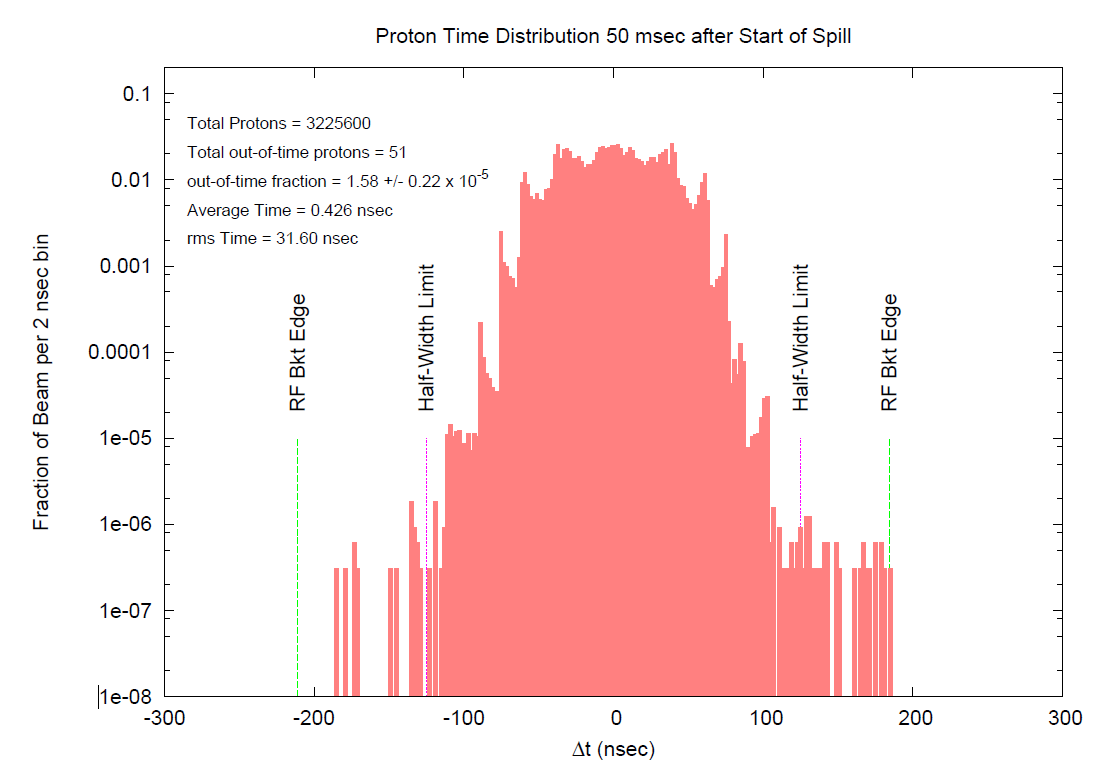 Proton Time Distribution 50 msec after Start of Spill
0.1
Total Protons = 3225600
Total out-of-time protons = 51
out-of-time fraction = 1.58 +/- 0.22 x 10-5
Average Time = 0.426 nsec
rms Time = 31.60 nsec
0.01
0.001
0.0001
1e-05
1e-06
1e-07
1e-08
Fraction of Beam per 2 nsec bin
RF Bkt Edge
Half-Width Limit
Half-Width Limit
RF Bkt Edge
-300
-200
-100
0
100
200
300
Δt (nsec)